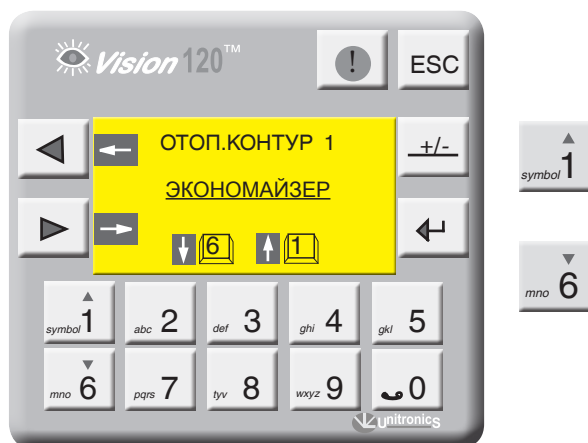 Vision 120™
! ESC
+/-
ОТОП.КОНТУР 1
ЭКОНОМАЙЗЕР
6 1
symbol 1 abc 2 def 3 ghi 4 gkl 5
mno 6 pqrs 7 tyv 8 wxyz 9 0
unitronics
symbol 1
mno 6